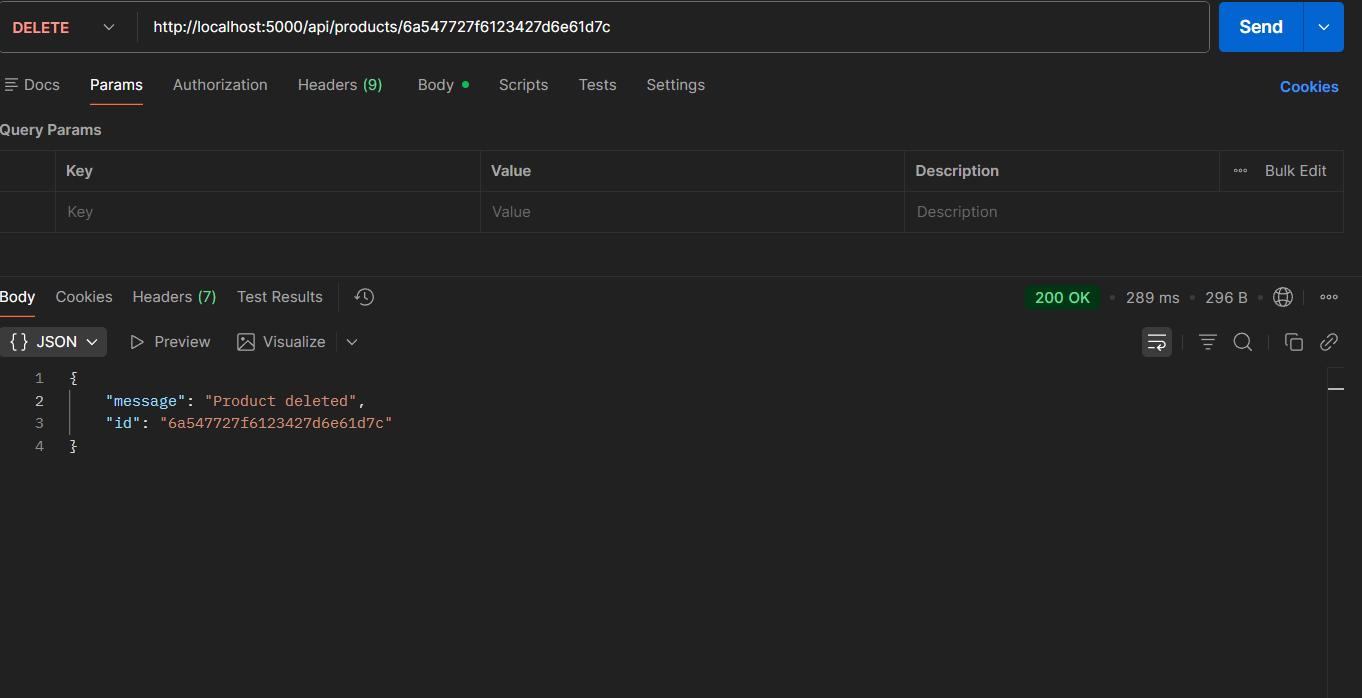 DELETE http://localhost:5000/api/products/6a547727f6123427d6e61d7c Send
Docs Params Authorization Headers (9) Body Scripts Tests Settings Cookies
Query Params
Key Value Description Bulk Edit
Key Value Description
Body Cookies Headers (7) Test Results 200 OK 289 ms 296 B
{} JSON Preview Visualize
1 {
2 "message": "Product deleted",
3 "id": "6a547727f6123427d6e61d7c"
4 }